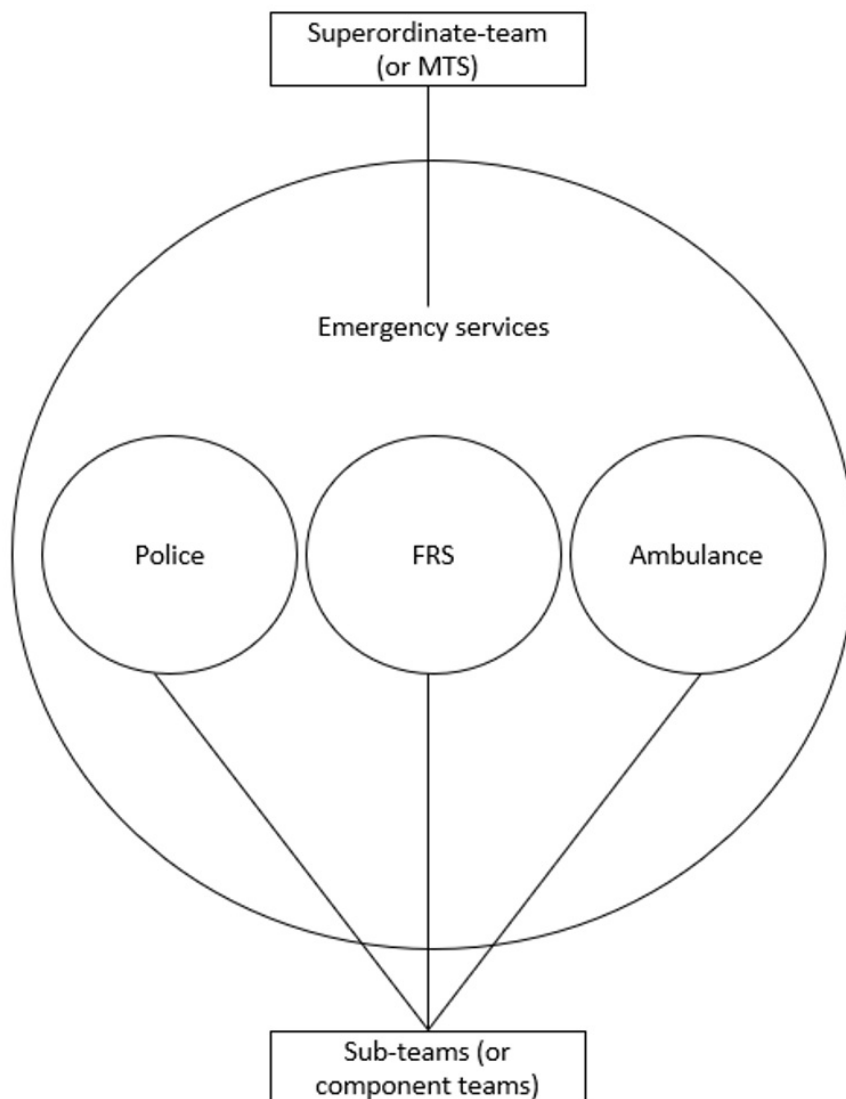 Superordinate-team
(or MTS)
Emergency services
Police
FRS
Ambulance
Sub-teams (or
component teams)